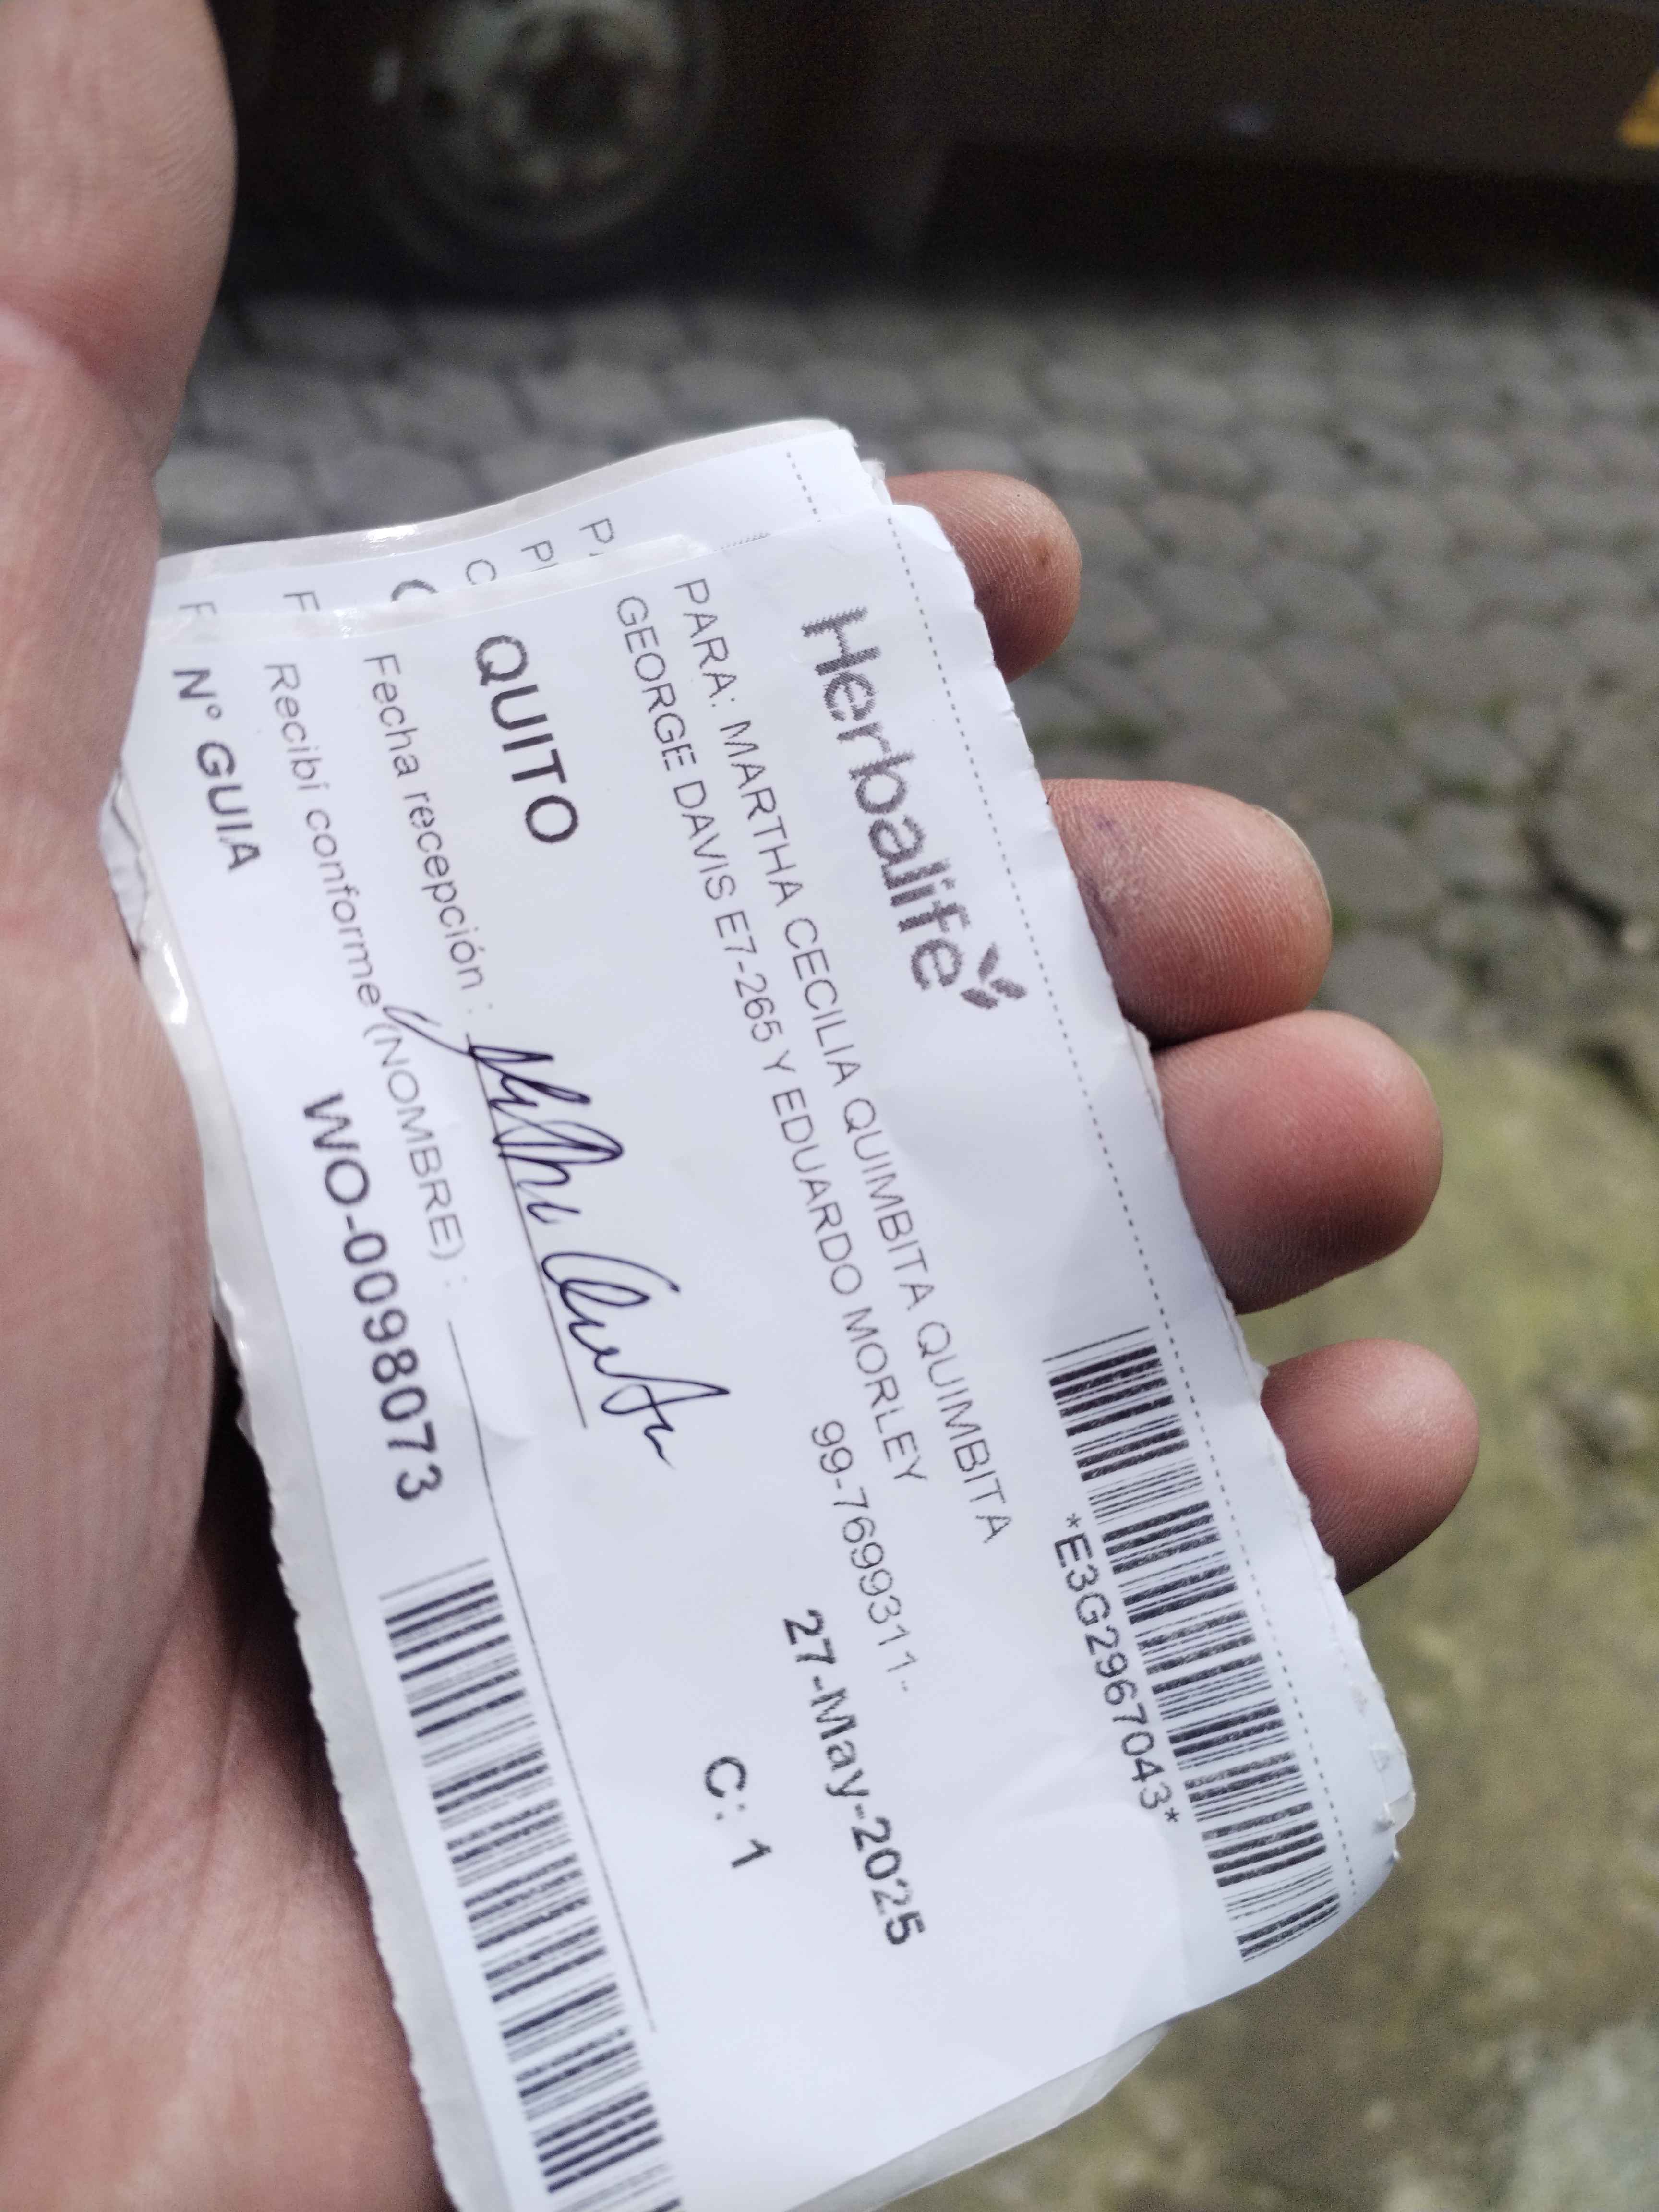 Herbalife
*E3G2967043*
PARA: MARTHA CECILIA QUIMBITA QUIMBITA
GEORGE DAVIS E7-265 Y EDUARDO MORLEY
99-7699311-
27-May-2025
QUITO
C: 1
Fecha recepción :
Recibí conforme (NOMBRE) :
Nº GUIA WO-0098073